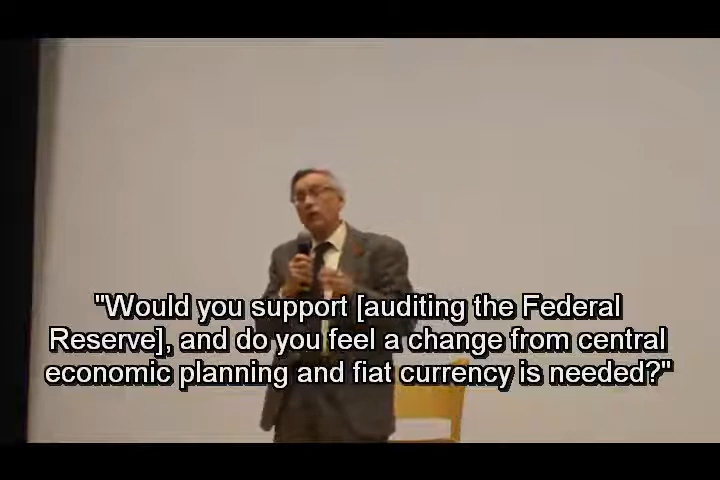 "Would you support [auditing the Federal
Reserve], and do you feel a change from central
economic planning and fiat currency is needed?"